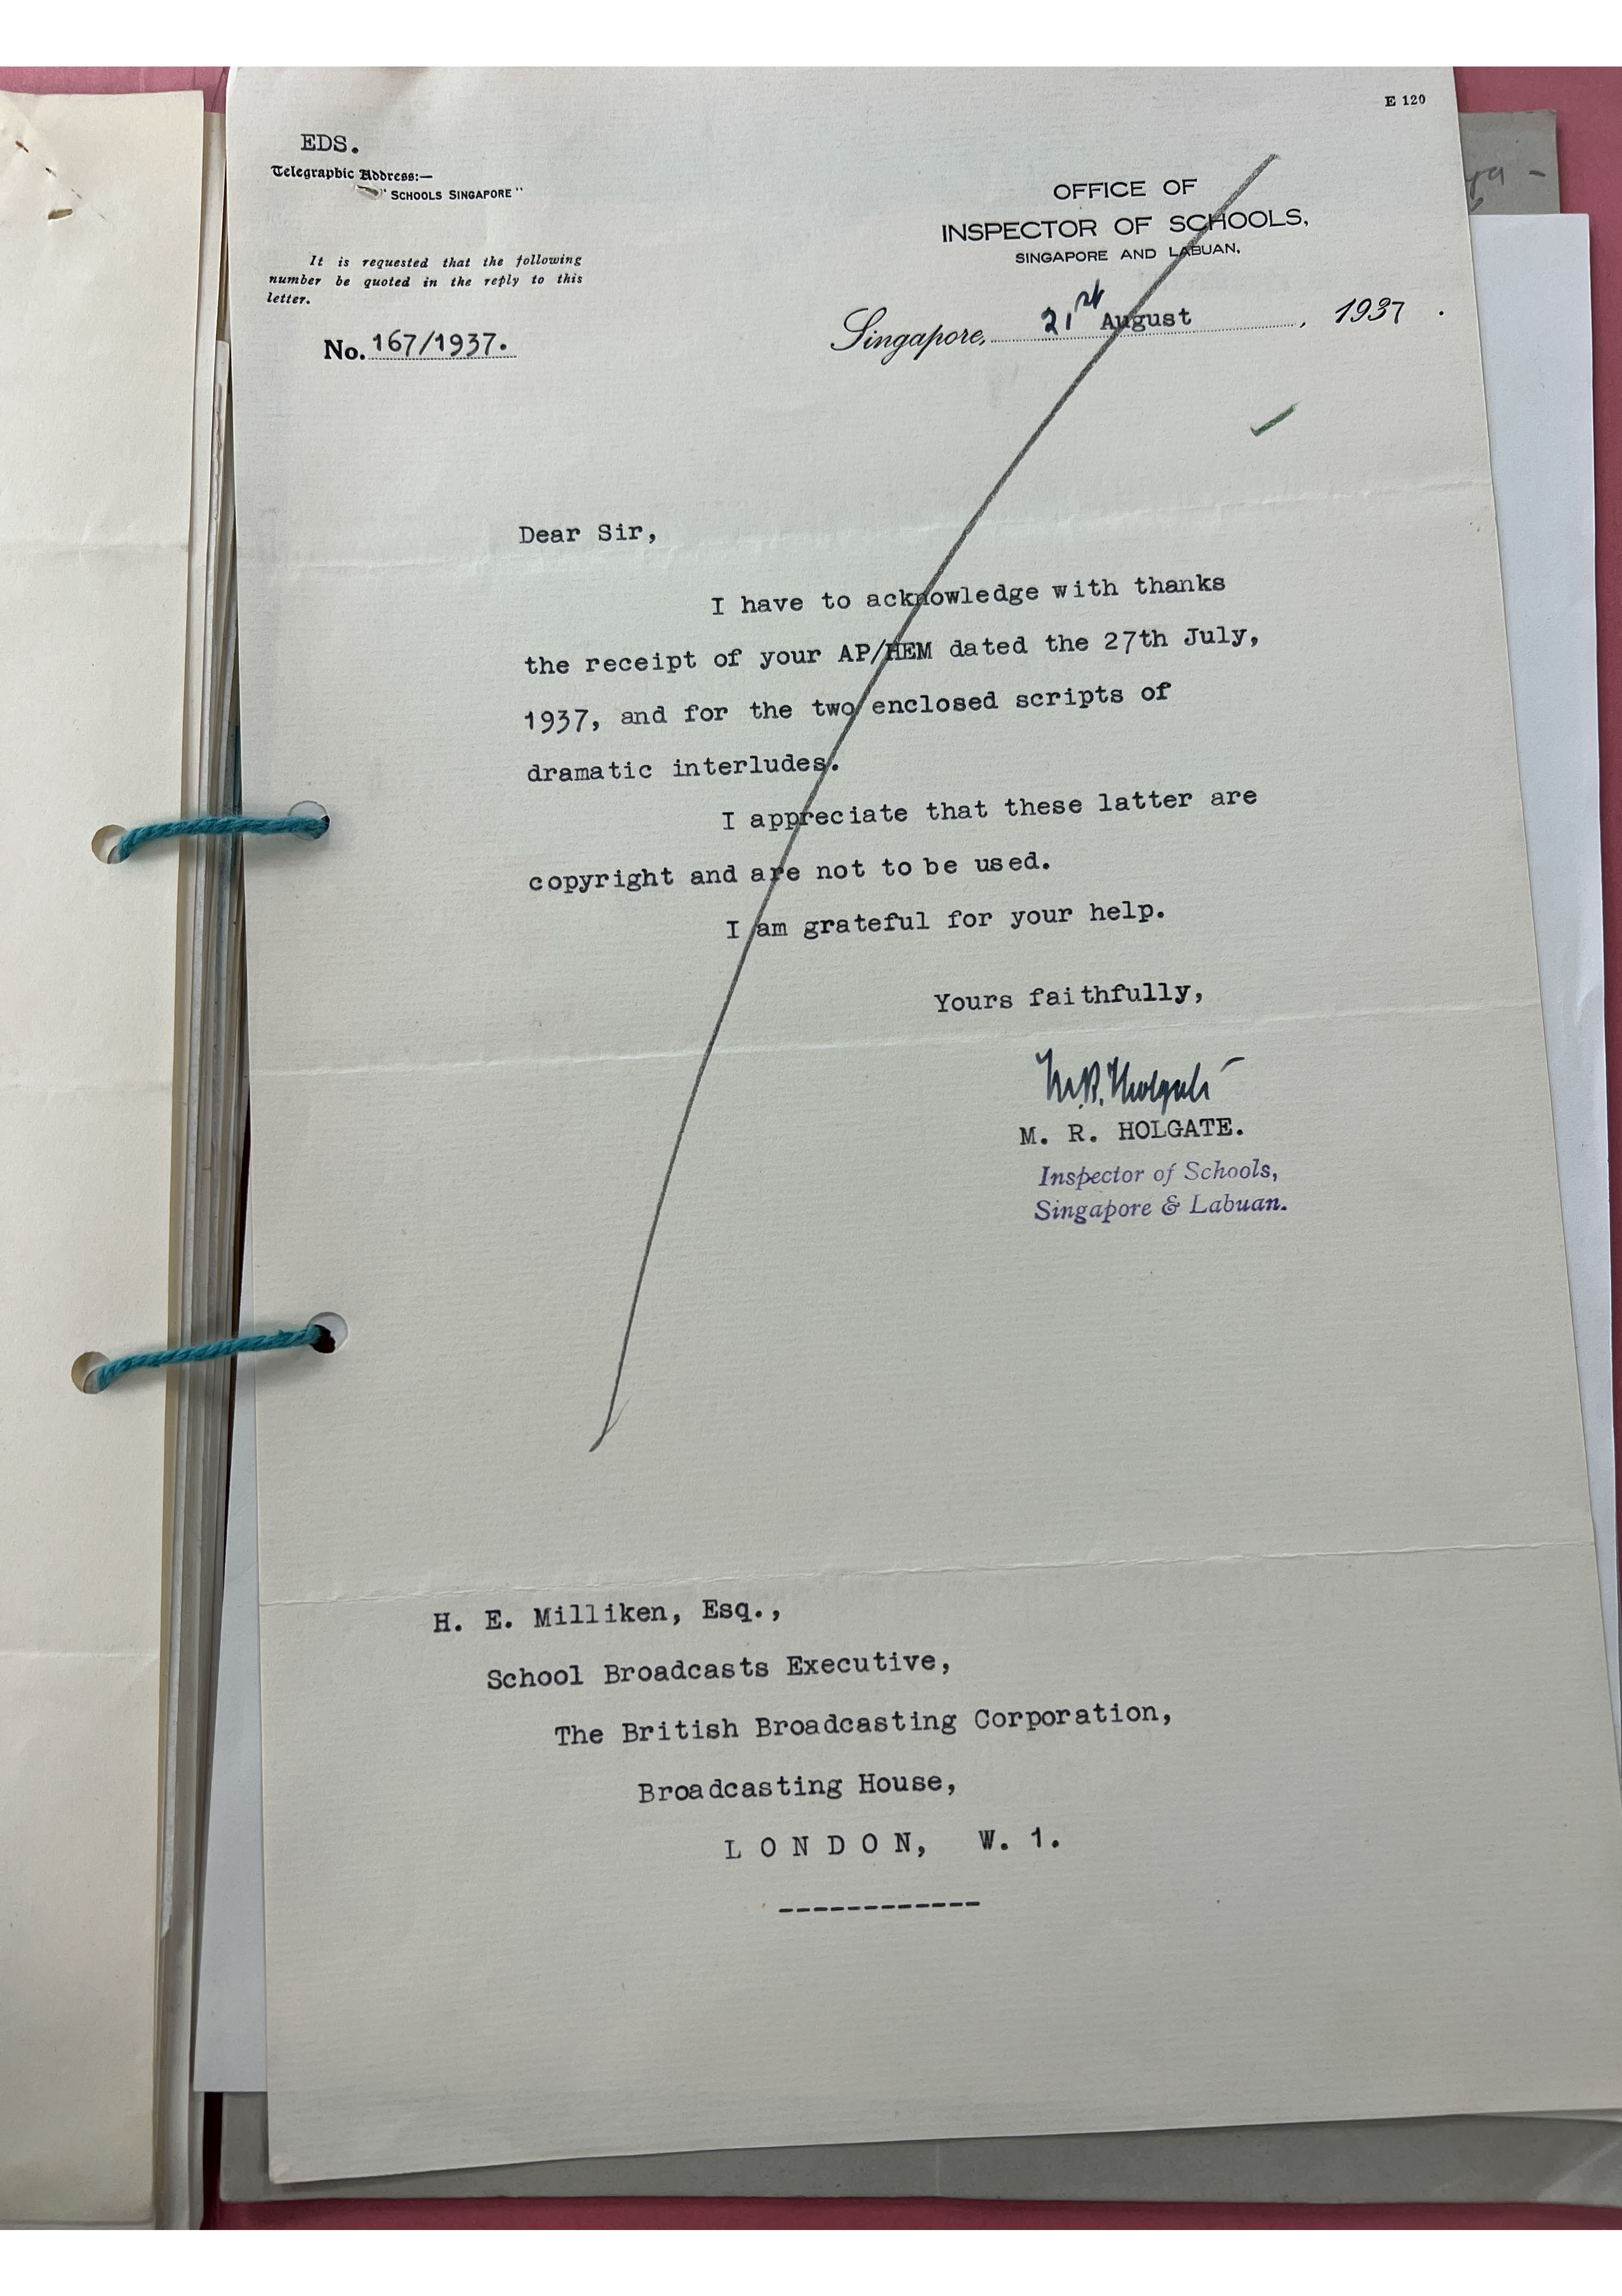 E 120
EDS.
Telegraphic Address:—
"SCHOOLS SINGAPORE"
OFFICE OF
INSPECTOR OF SCHOOLS,
SINGAPORE AND LABUAN.
It is requested that the following
number be quoted in the reply to this
letter.
No. 167/1937.
Singapore, 21st August, 1937.
Dear Sir,
I have to acknowledge with thanks
the receipt of your AP/HEM dated the 27th July,
1937, and for the two enclosed scripts of
dramatic interludes.
I appreciate that these latter are
copyright and are not to be used.
I am grateful for your help.
Yours faithfully,
M.R. Holgate
M. R. HOLGATE.
Inspector of Schools,
Singapore & Labuan.
H. E. Milliken, Esq.,
School Broadcasts Executive,
The British Broadcasting Corporation,
Broadcasting House,
L O N D O N, W. 1.
------------